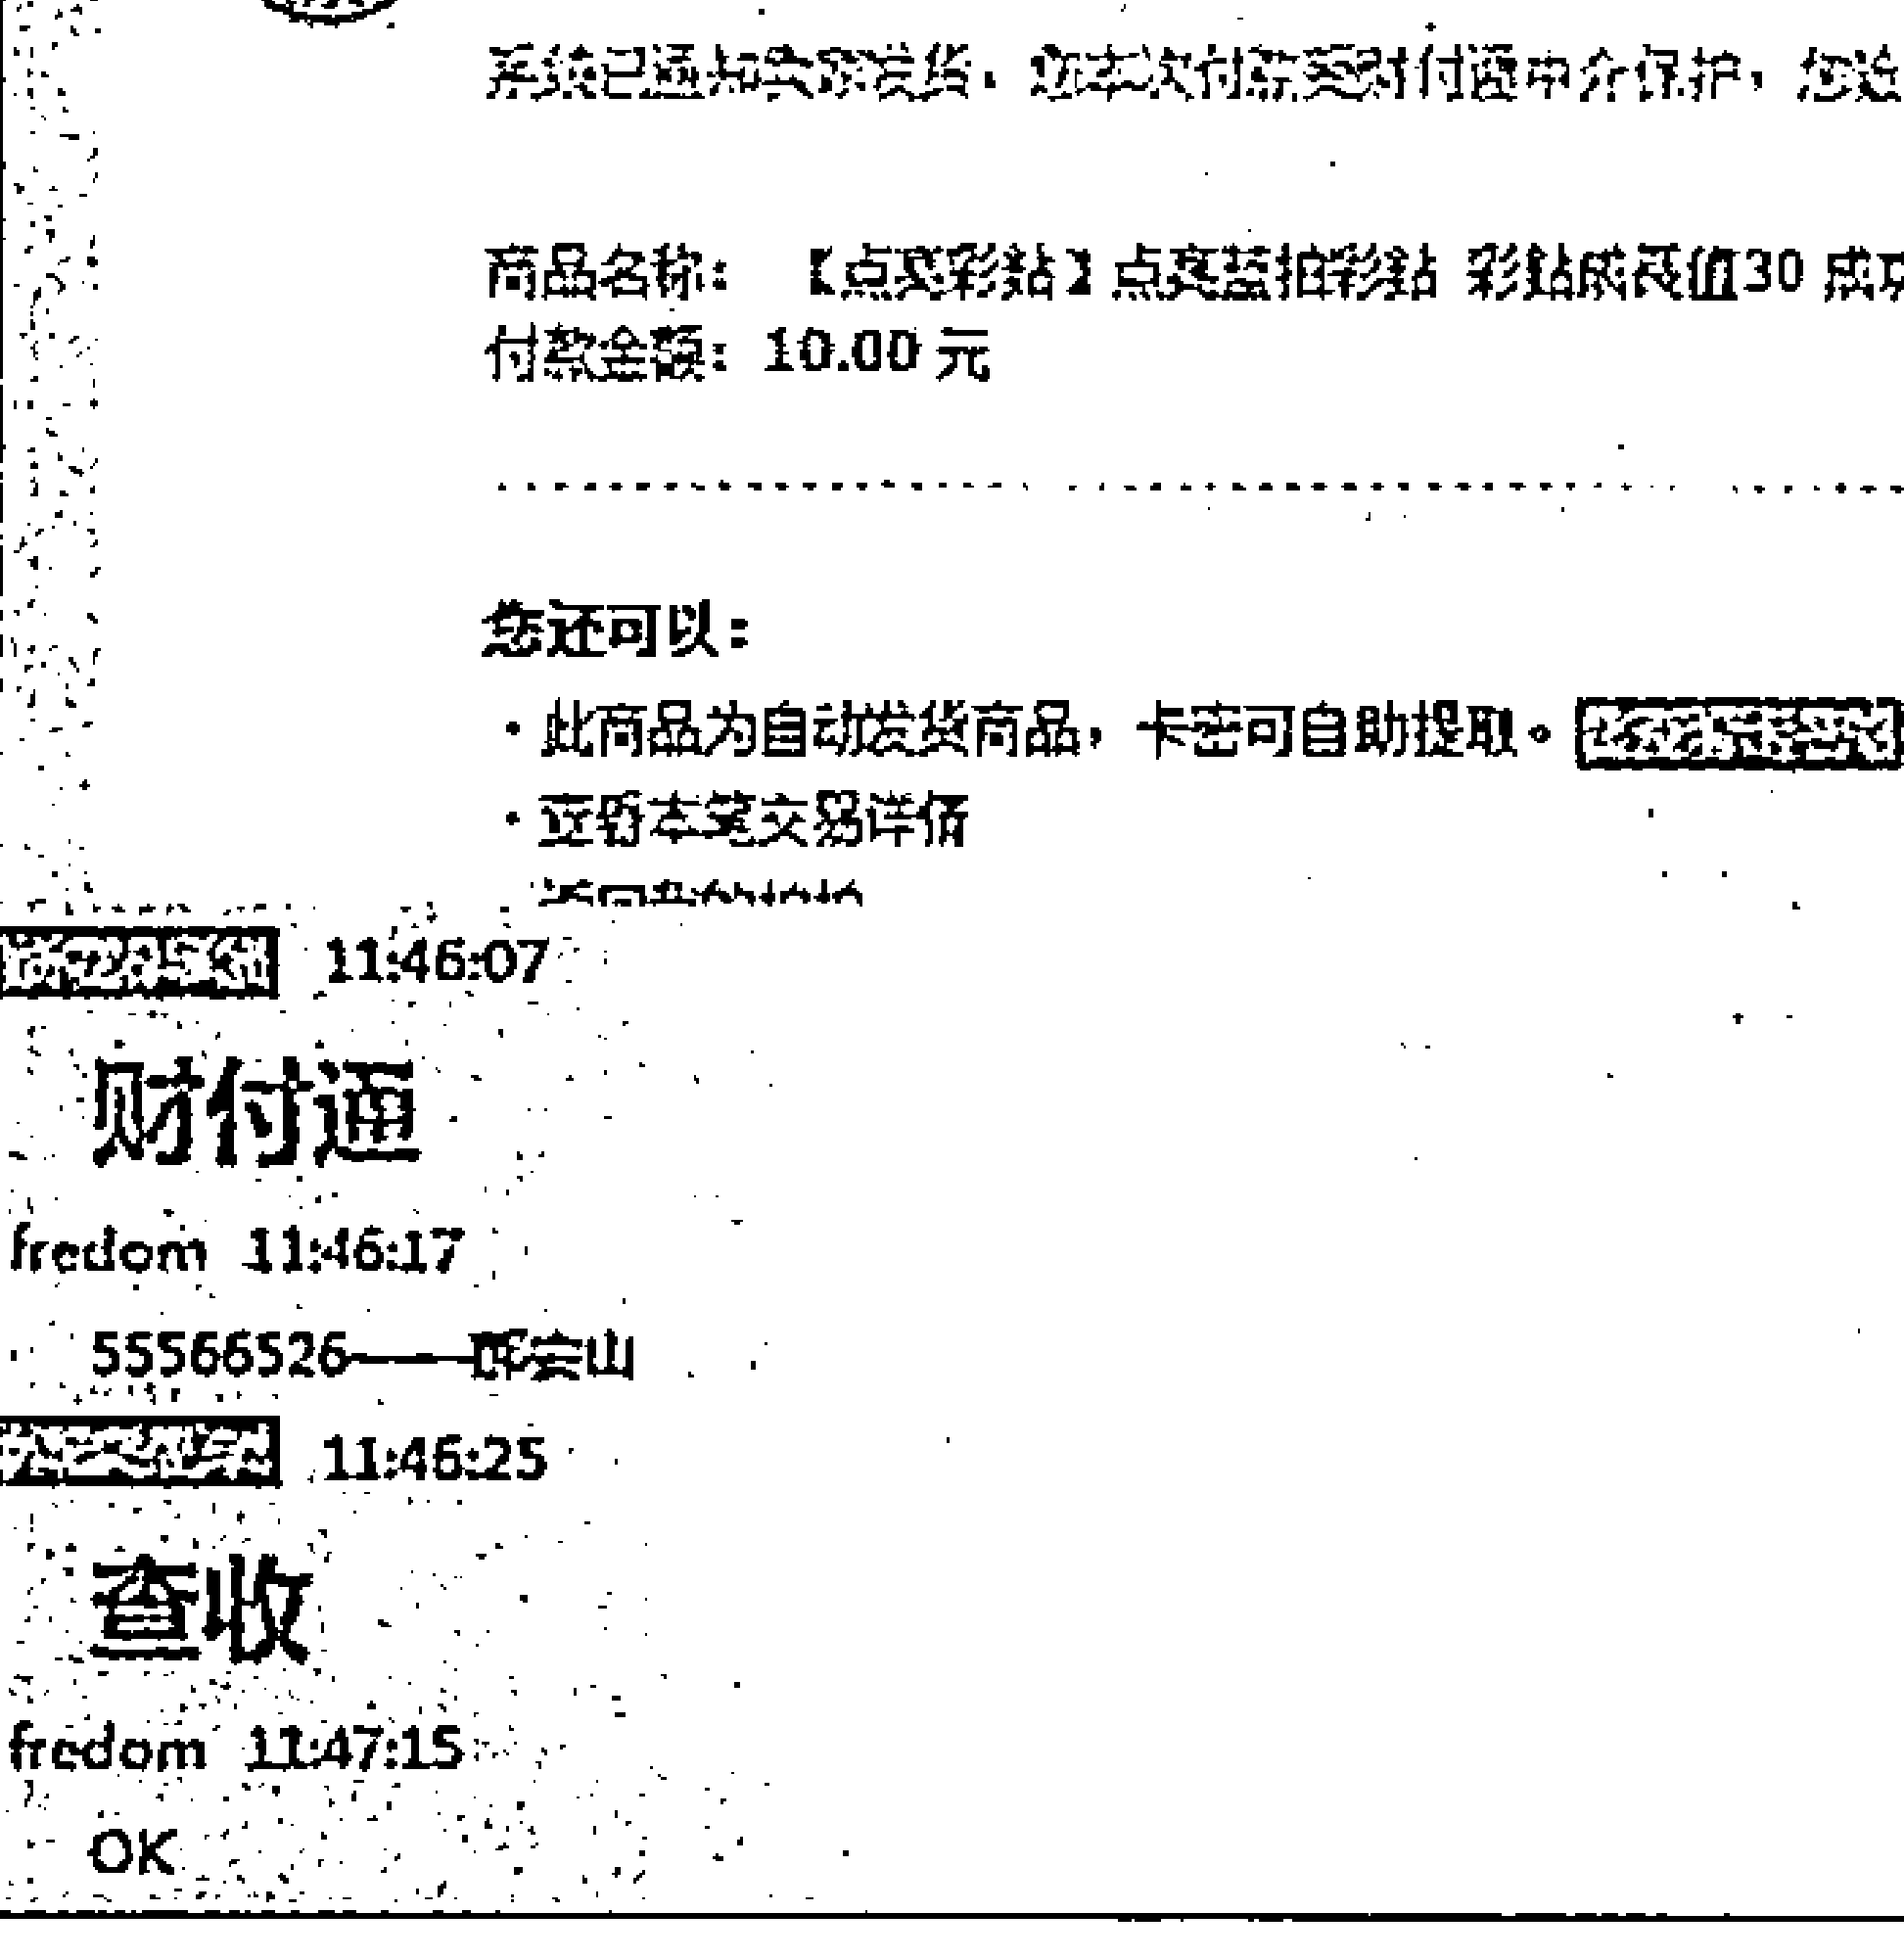 系统已通知卖家发货，您本次付款受财付通中介保护，您
商品名称： 【点亮彩钻】点亮蓝拍彩钻 彩钻成长值30 成功
付款金额：10.00 元
您还可以：
·此商品为自动发货商品，卡密可自助提取。
·查看本笔交易详情
11:46:07
财付通
fredom 11:46:17
55566526——宗山
11:46:25
查收
fredom 11:47:15
OK